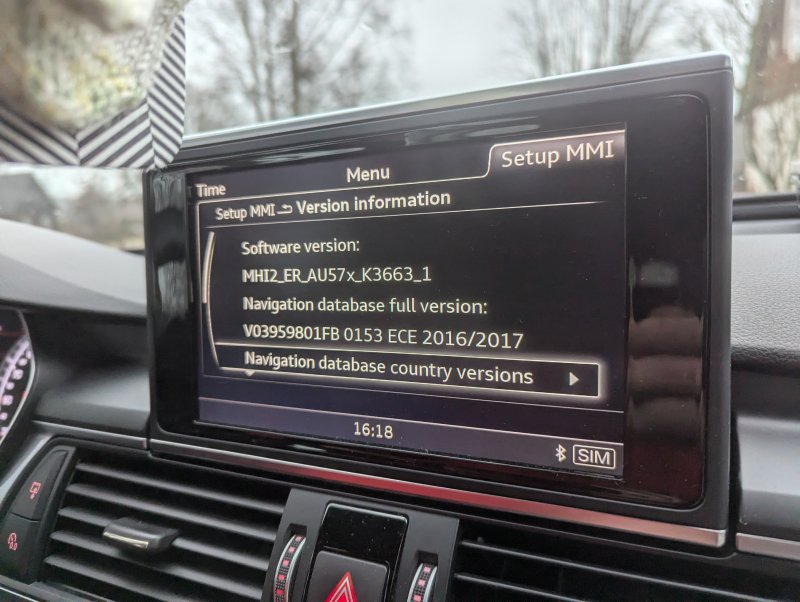 Time
Menu
Setup MMI
Setup MMI Version information
Software version:
MHI2_ER_AU57x_K3663_1
Navigation database full version:
V03959801FB 0153 ECE 2016/2017
Navigation database country versions
16:18
SIM